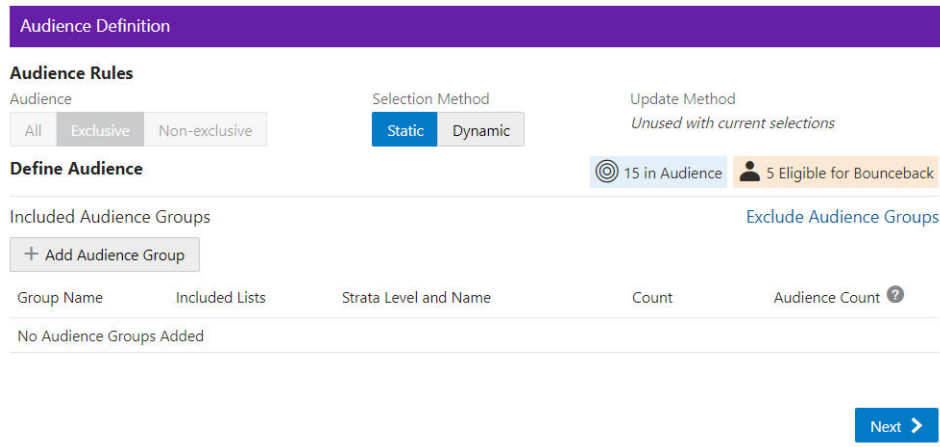 Audience Definition
Audience Rules
Audience Selection Method Update Method
All Exclusive Non-exclusive Static Dynamic Unused with current selections
Define Audience 15 in Audience 5 Eligible for Bounceback
Included Audience Groups Exclude Audience Groups
+ Add Audience Group
Group Name Included Lists Strata Level and Name Count Audience Count ?
No Audience Groups Added
Next